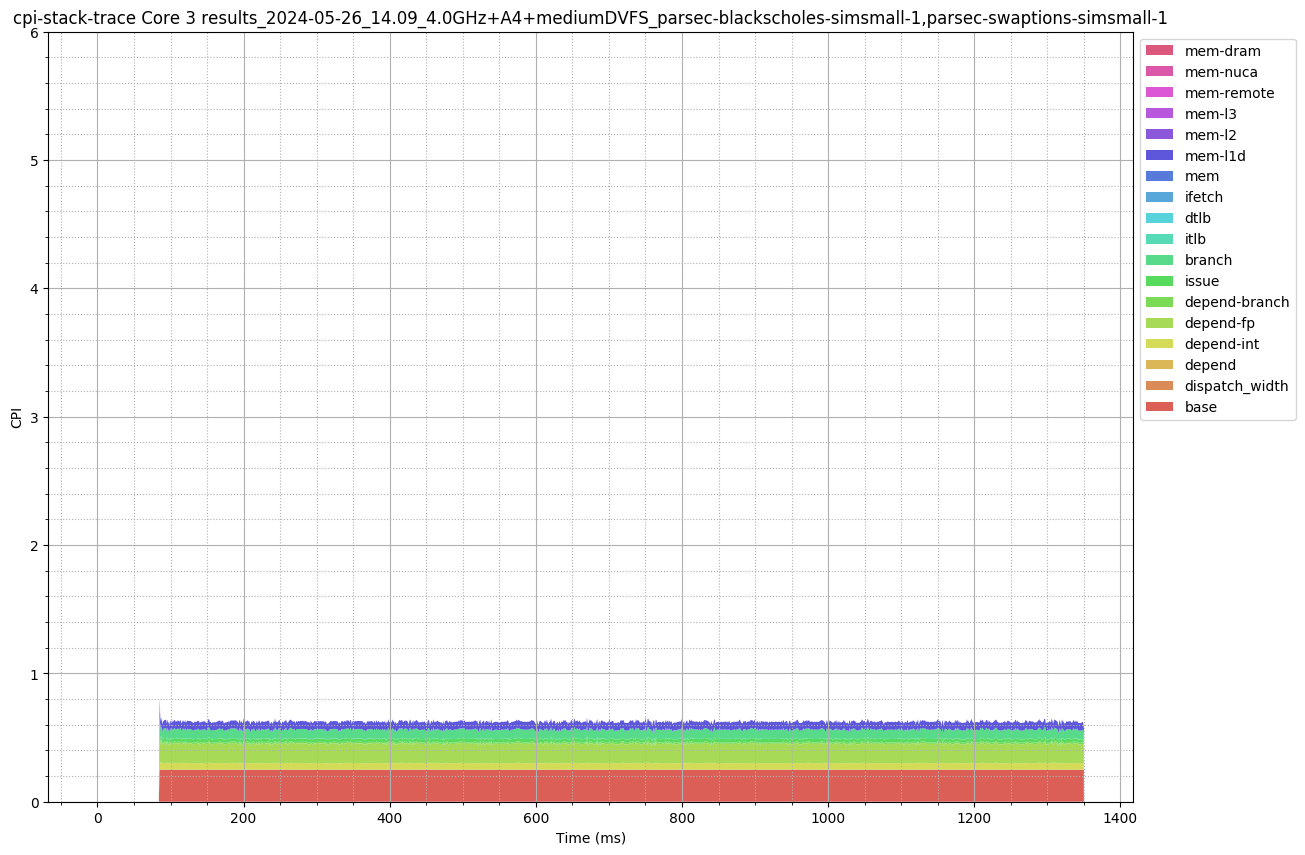 cpi-stack-trace Core 3 results_2024-05-26_14.09_4.0GHz+A4+mediumDVFS_parsec-blackscholes-simsmall-1,parsec-swaptions-simsmall-1
6
5
4
3
2
1
0
CPI
0 200 400 600 800 1000 1200 1400
Time (ms)
mem-dram
mem-nuca
mem-remote
mem-l3
mem-l2
mem-l1d
mem
ifetch
dtlb
itlb
branch
issue
depend-branch
depend-fp
depend-int
depend
dispatch_width
base